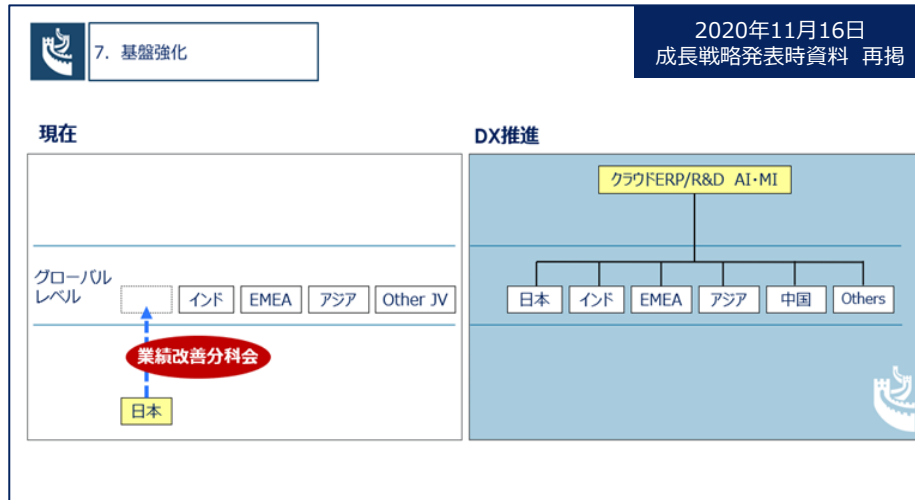 2020年11月16日
成長戦略発表時資料 再掲
7. 基盤強化
現在
DX推進
クラウドERP/R&D AI・MI
グローバル
レベル
インド
EMEA
アジア
Other JV
業績改善分科会
日本
日本
インド
EMEA
アジア
中国
Others